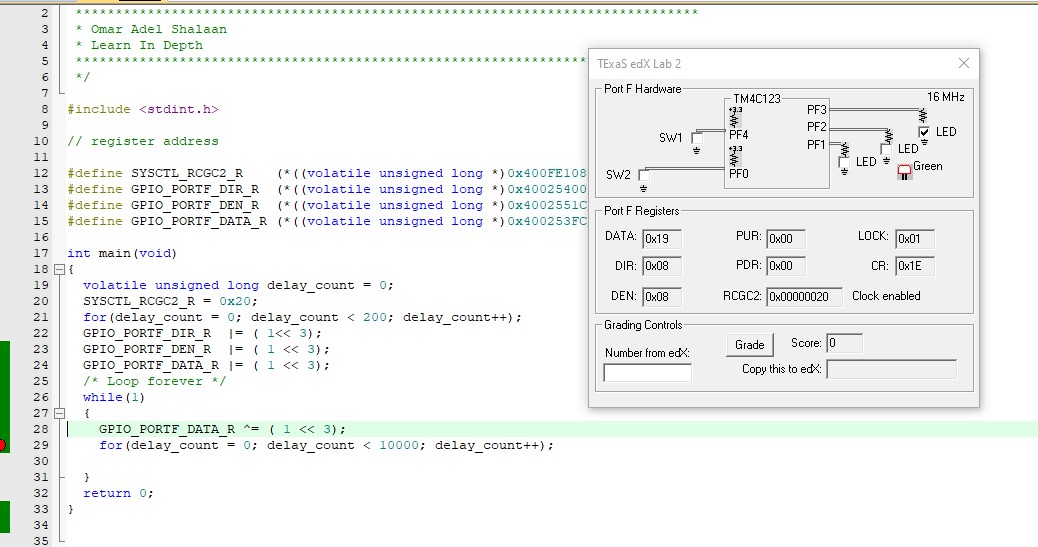 2 ******************************************************************************
3 * Omar Adel Shalaan
4 * Learn In Depth
5 ****************************************************************
6 */
7
8 #include <stdint.h>
9
10 // register address
11
12 #define SYSCTL_RCGC2_R    (*((volatile unsigned long *)0x400FE108
13 #define GPIO_PORTF_DIR_R  (*((volatile unsigned long *)0x40025400
14 #define GPIO_PORTF_DEN_R  (*((volatile unsigned long *)0x4002551C
15 #define GPIO_PORTF_DATA_R (*((volatile unsigned long *)0x400253FC
16
17 int main(void)
18 {
19   volatile unsigned long delay_count = 0;
20   SYSCTL_RCGC2_R = 0x20;
21   for(delay_count = 0; delay_count < 200; delay_count++);
22   GPIO_PORTF_DIR_R  |= ( 1<< 3);
23   GPIO_PORTF_DEN_R  |= ( 1 << 3);
24   GPIO_PORTF_DATA_R |= ( 1 << 3);
25   /* Loop forever */
26   while(1)
27   {
28     GPIO_PORTF_DATA_R ^= ( 1 << 3);
29     for(delay_count = 0; delay_count < 10000; delay_count++);
30
31   }
32   return 0;
33 }
34
35
TExaS edX Lab 2
Port F Hardware
TM4C123
16 MHz
+3.3
PF3
SW1
PF4
PF2
LED
+3.3
PF1
LED
LED
SW2
PF0
Green
Port F Registers
DATA: 0x19 PUR: 0x00 LOCK: 0x01
DIR: 0x08 PDR: 0x00 CR: 0x1E
DEN: 0x08 RCGC2: 0x00000020 Clock enabled
Grading Controls
Number from edX:
Grade
Score: 0
Copy this to edX: